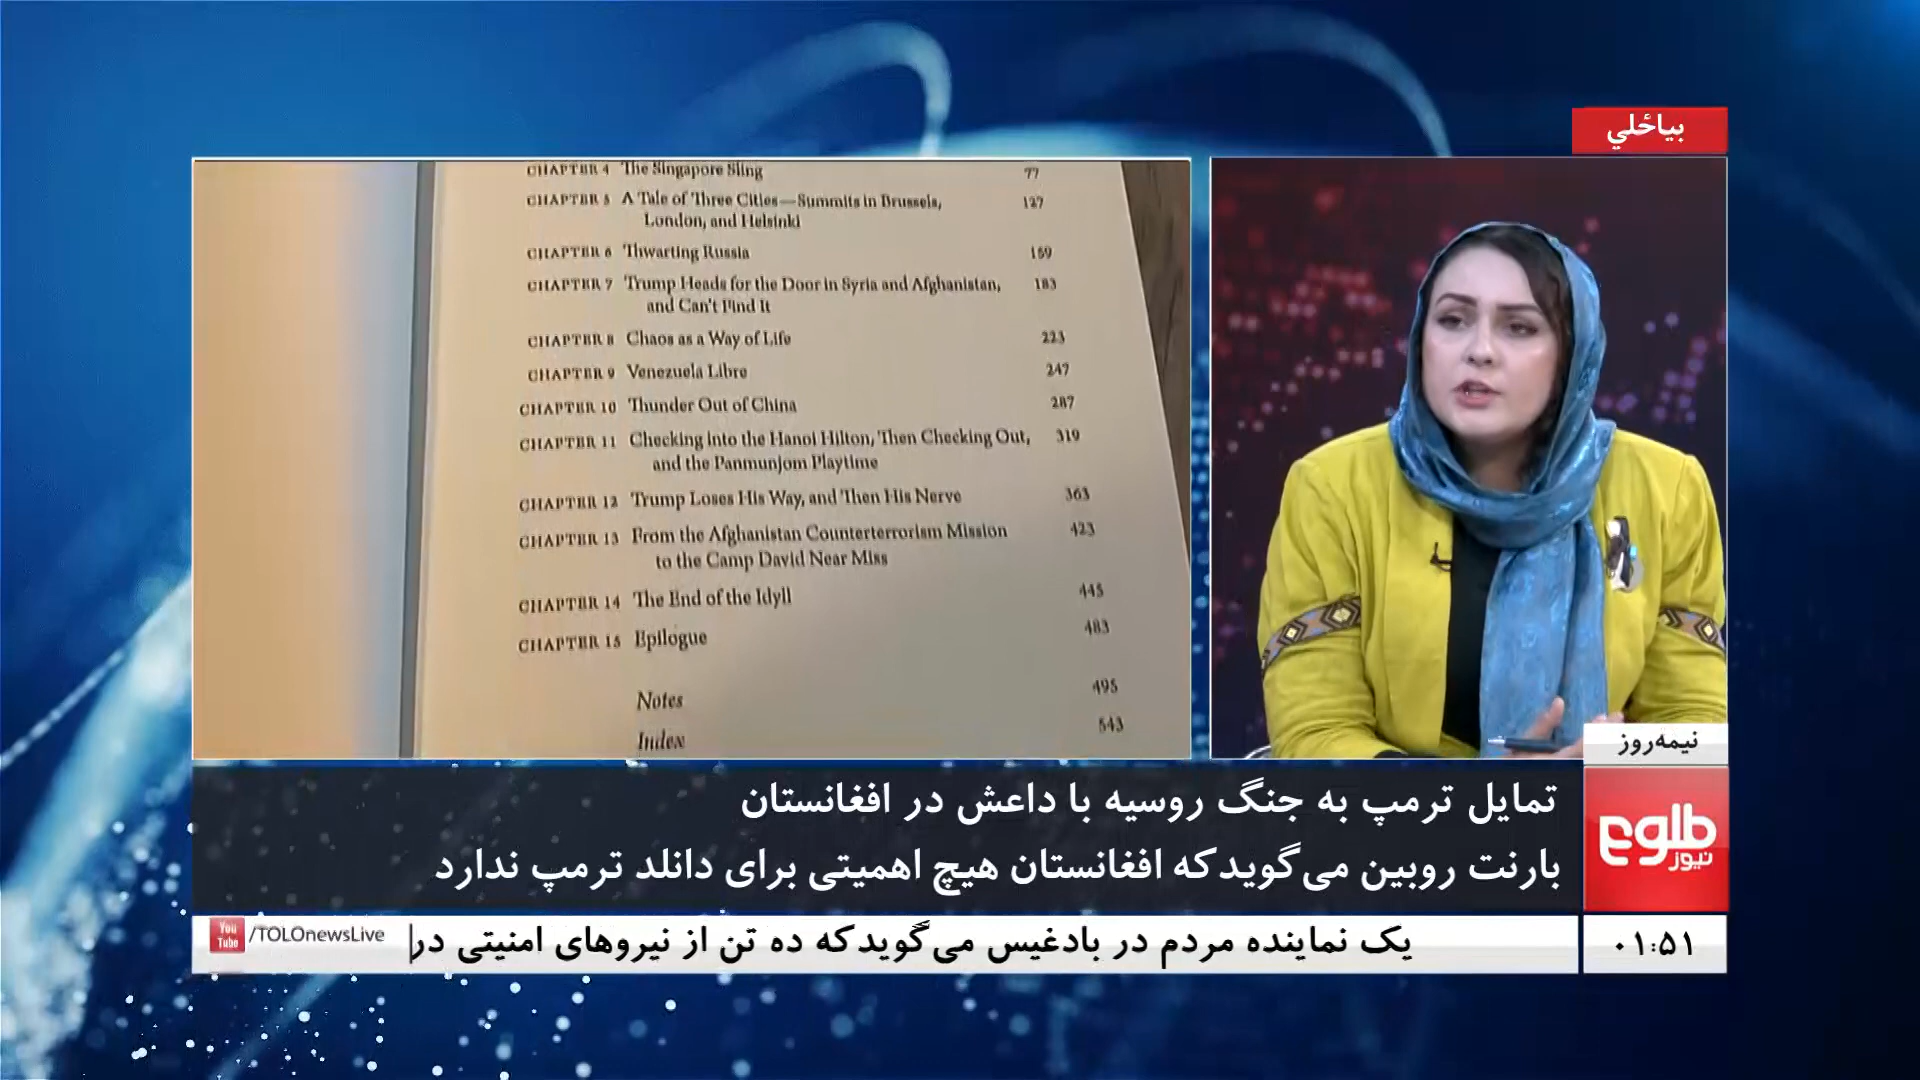 بیاځلي
CHAPTER 4 The Singapore Sling 77
CHAPTER 5 A Tale of Three Cities—Summits in Brussels, 127
London, and Helsinki
CHAPTER 6 Thwarting Russia 159
CHAPTER 7 Trump Heads for the Door in Syria and Afghanistan, 183
and Can't Find It
CHAPTER 8 Chaos as a Way of Life 223
CHAPTER 9 Venezuela Libre 247
CHAPTER 10 Thunder Out of China 287
CHAPTER 11 Checking into the Hanoi Hilton, Then Checking Out, 319
and the Panmunjom Playtime
CHAPTER 12 Trump Loses His Way, and Then His Nerve 363
CHAPTER 13 From the Afghanistan Counterterrorism Mission 423
to the Camp David Near Miss
CHAPTER 14 The End of the Idyll 445
CHAPTER 15 Epilogue 483
Notes 495
Index 543
نیمه‌روز
تمایل ترمپ به جنگ روسیه با داعش در افغانستان
بارنت روبین می‌گوید که افغانستان هیچ اهمیتی برای دانلد ترمپ ندارد
طلوع
نیوز
یک نماینده مردم در بادغیس می‌گوید که ده تن از نیروهای امنیتی در
You Tube /TOLOnewsLive
۰۱:۵۱